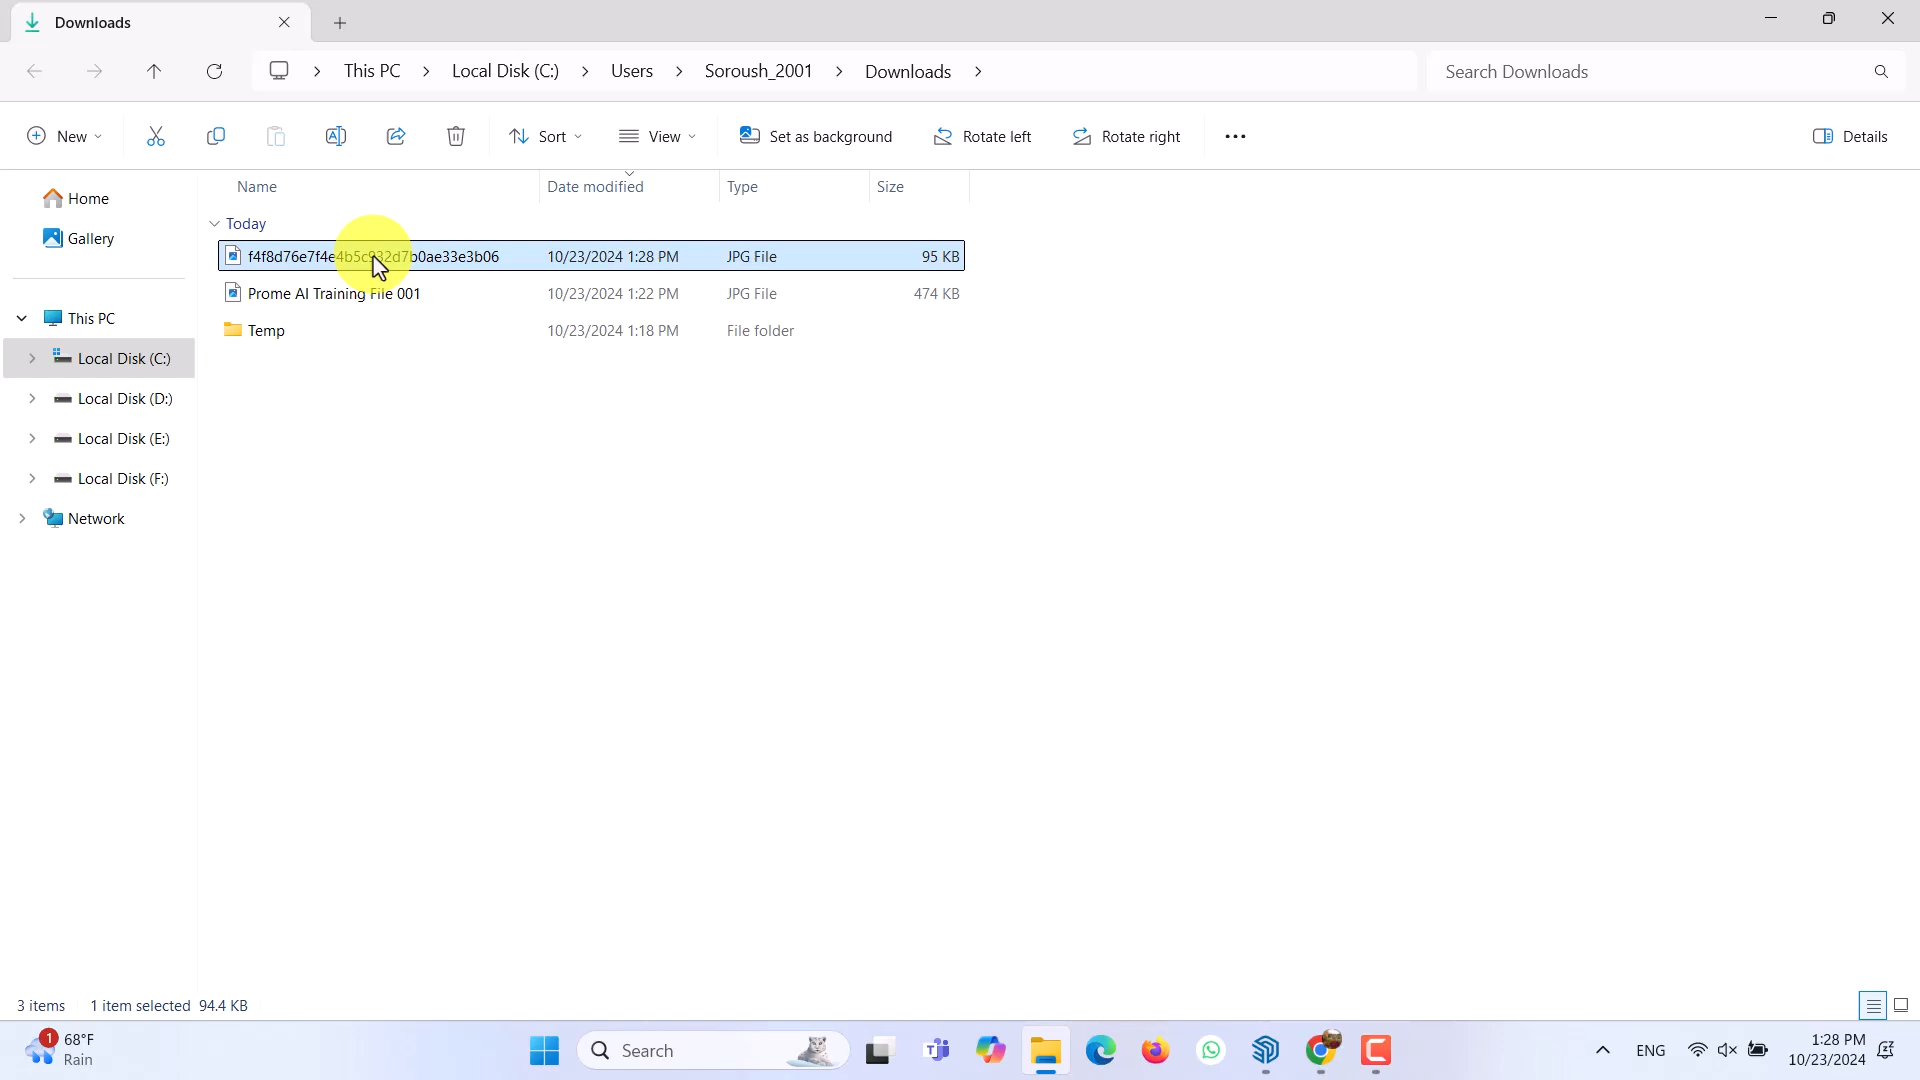 Downloads
This PC > Local Disk (C:) > Users > Soroush_2001 > Downloads >
Search Downloads
New
Sort
View
Set as background
Rotate left
Rotate right
Details
Name Date modified Type Size
Today
f4f8d76e7f4e4b5c932d7b0ae33e3b06 10/23/2024 1:28 PM JPG File 95 KB
Prome AI Training File 001 10/23/2024 1:22 PM JPG File 474 KB
Temp 10/23/2024 1:18 PM File folder
Home
Gallery
This PC
Local Disk (C:)
Local Disk (D:)
Local Disk (E:)
Local Disk (F:)
Network
3 items 1 item selected 94.4 KB
1
68°F
Rain
Search
ENG
1:28 PM
10/23/2024